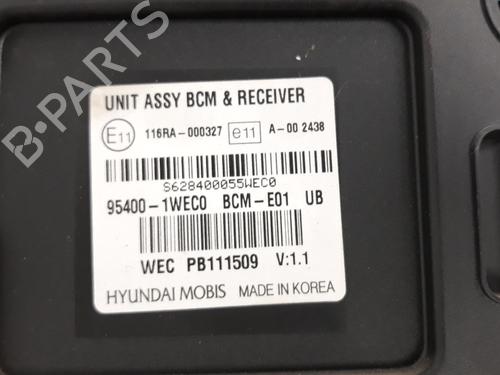 UNIT ASSY BCM & RECEIVER
E11 116RA-000327 e11 A-00 2438
S628400055WEC0
95400-1WEC0 BCM-E01 UB
WEC PB111509 V:1.1
HYUNDAI MOBIS MADE IN KOREA